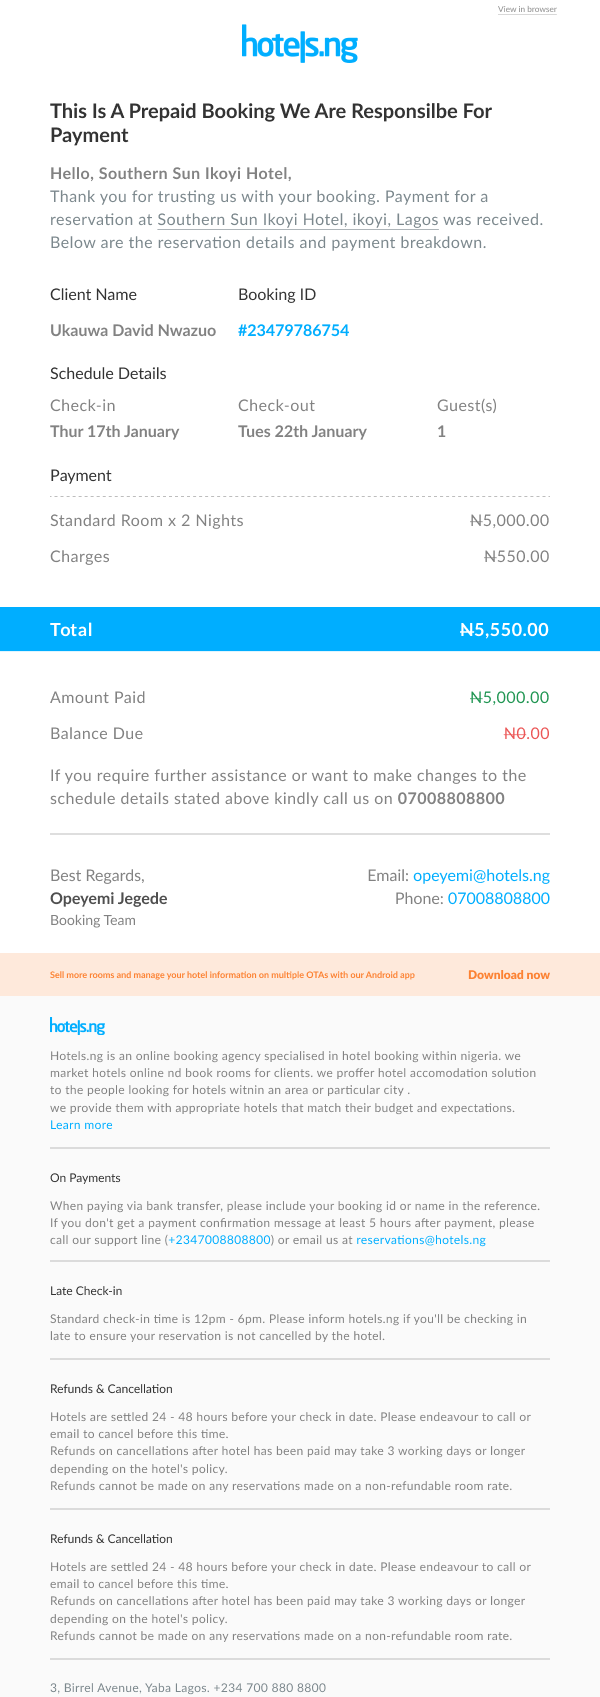 View in browser
hotels.ng
This Is A Prepaid Booking We Are Responsilbe For
Payment
Hello, Southern Sun Ikoyi Hotel,
Thank you for trusting us with your booking. Payment for a
reservation at Southern Sun Ikoyi Hotel, ikoyi, Lagos was received.
Below are the reservation details and payment breakdown.
Client Name Booking ID
Ukauwa David Nwazuo #23479786754
Schedule Details
Check-in Check-out Guest(s)
Thur 17th January Tues 22th January 1
Payment
Standard Room x 2 Nights ₦5,000.00
Charges ₦550.00
Total ₦5,550.00
Amount Paid ₦5,000.00
Balance Due ₦0.00
If you require further assistance or want to make changes to the
schedule details stated above kindly call us on 07008808800
Best Regards, Email: opeyemi@hotels.ng
Opeyemi Jegede Phone: 07008808800
Booking Team
Sell more rooms and manage your hotel information on multiple OTAs with our Android app Download now
hotels.ng
Hotels.ng is an online booking agency specialised in hotel booking within nigeria. we
market hotels online nd book rooms for clients. we proffer hotel accomodation solution
to the people looking for hotels witnin an area or particular city .
we provide them with appropriate hotels that match their budget and expectations.
Learn more
On Payments
When paying via bank transfer, please include your booking id or name in the reference.
If you don't get a payment confirmation message at least 5 hours after payment, please
call our support line (+2347008808800) or email us at reservations@hotels.ng
Late Check-in
Standard check-in time is 12pm - 6pm. Please inform hotels.ng if you'll be checking in
late to ensure your reservation is not cancelled by the hotel.
Refunds & Cancellation
Hotels are settled 24 - 48 hours before your check in date. Please endeavour to call or
email to cancel before this time.
Refunds on cancellations after hotel has been paid may take 3 working days or longer
depending on the hotel's policy.
Refunds cannot be made on any reservations made on a non-refundable room rate.
Refunds & Cancellation
Hotels are settled 24 - 48 hours before your check in date. Please endeavour to call or
email to cancel before this time.
Refunds on cancellations after hotel has been paid may take 3 working days or longer
depending on the hotel's policy.
Refunds cannot be made on any reservations made on a non-refundable room rate.
3, Birrel Avenue, Yaba Lagos. +234 700 880 8800